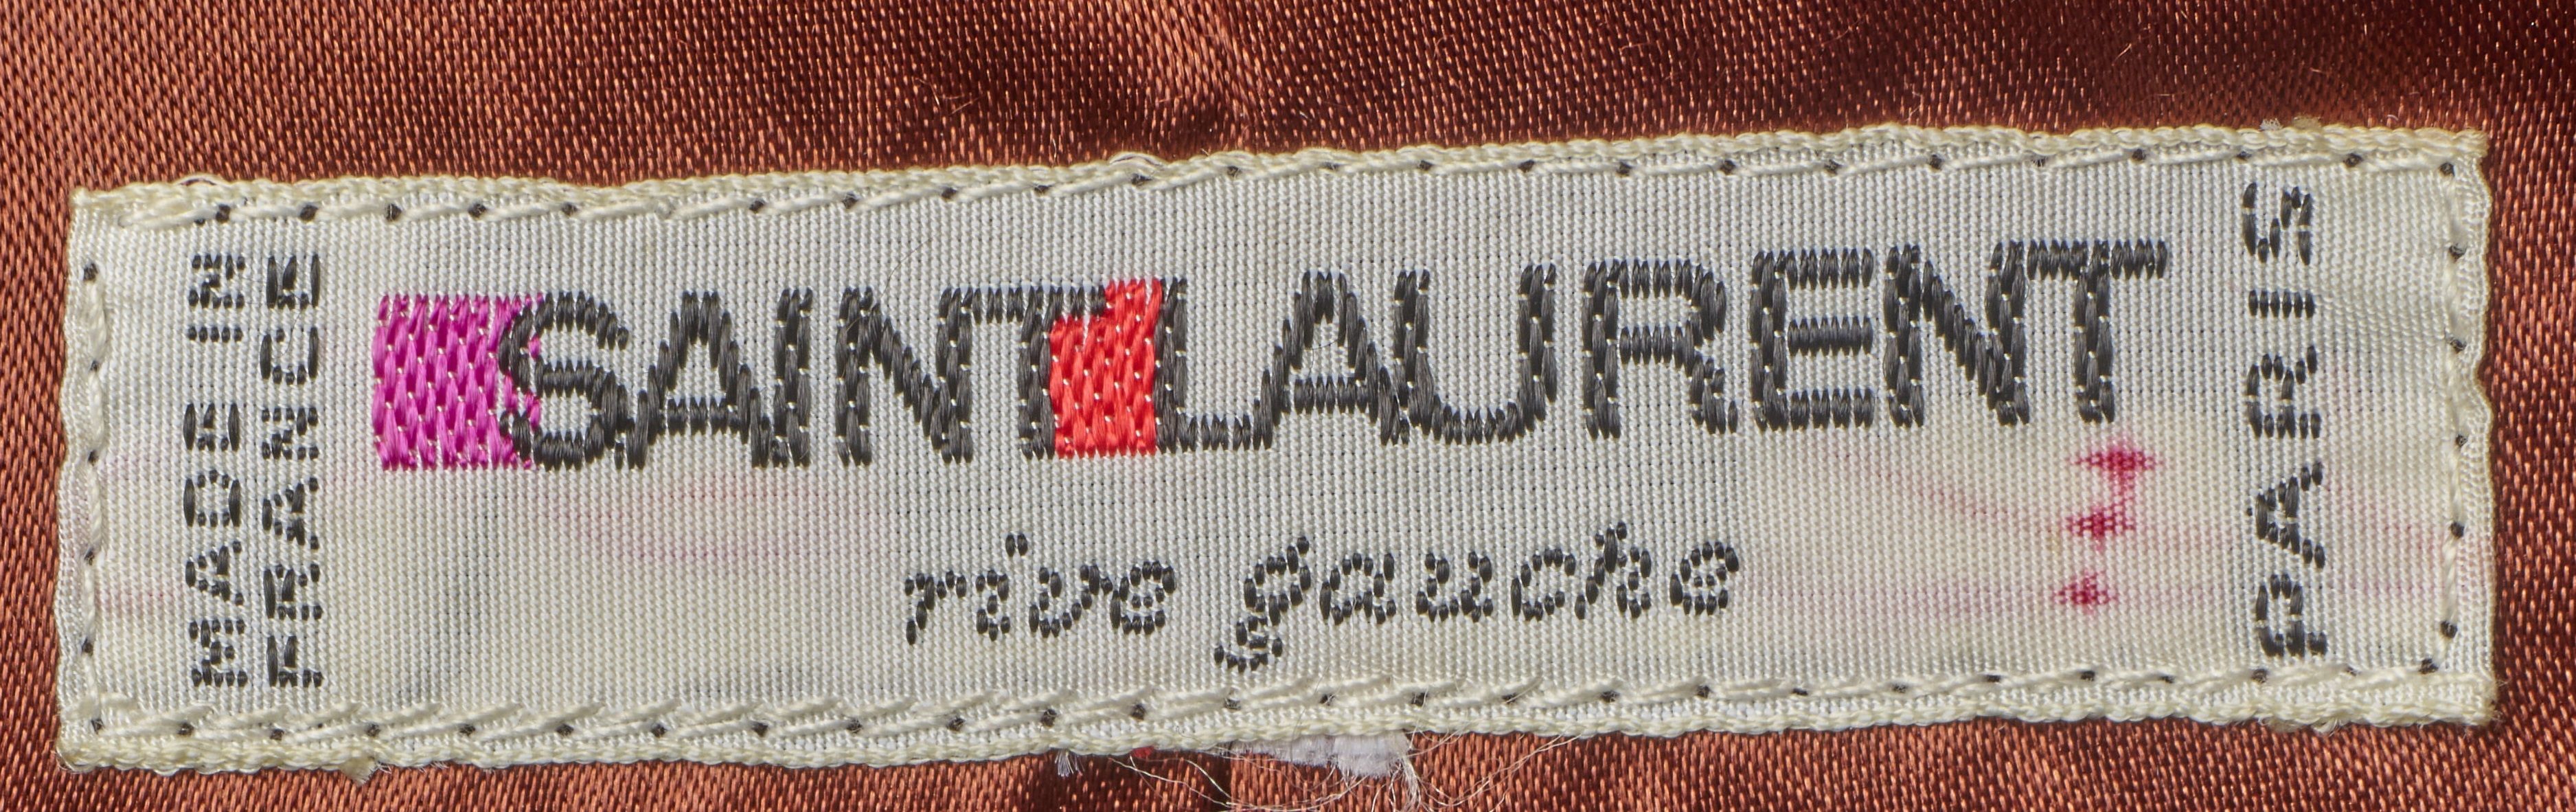 MADE IN
FRANCE
SAINT LAURENT
rive gauche
PARIS